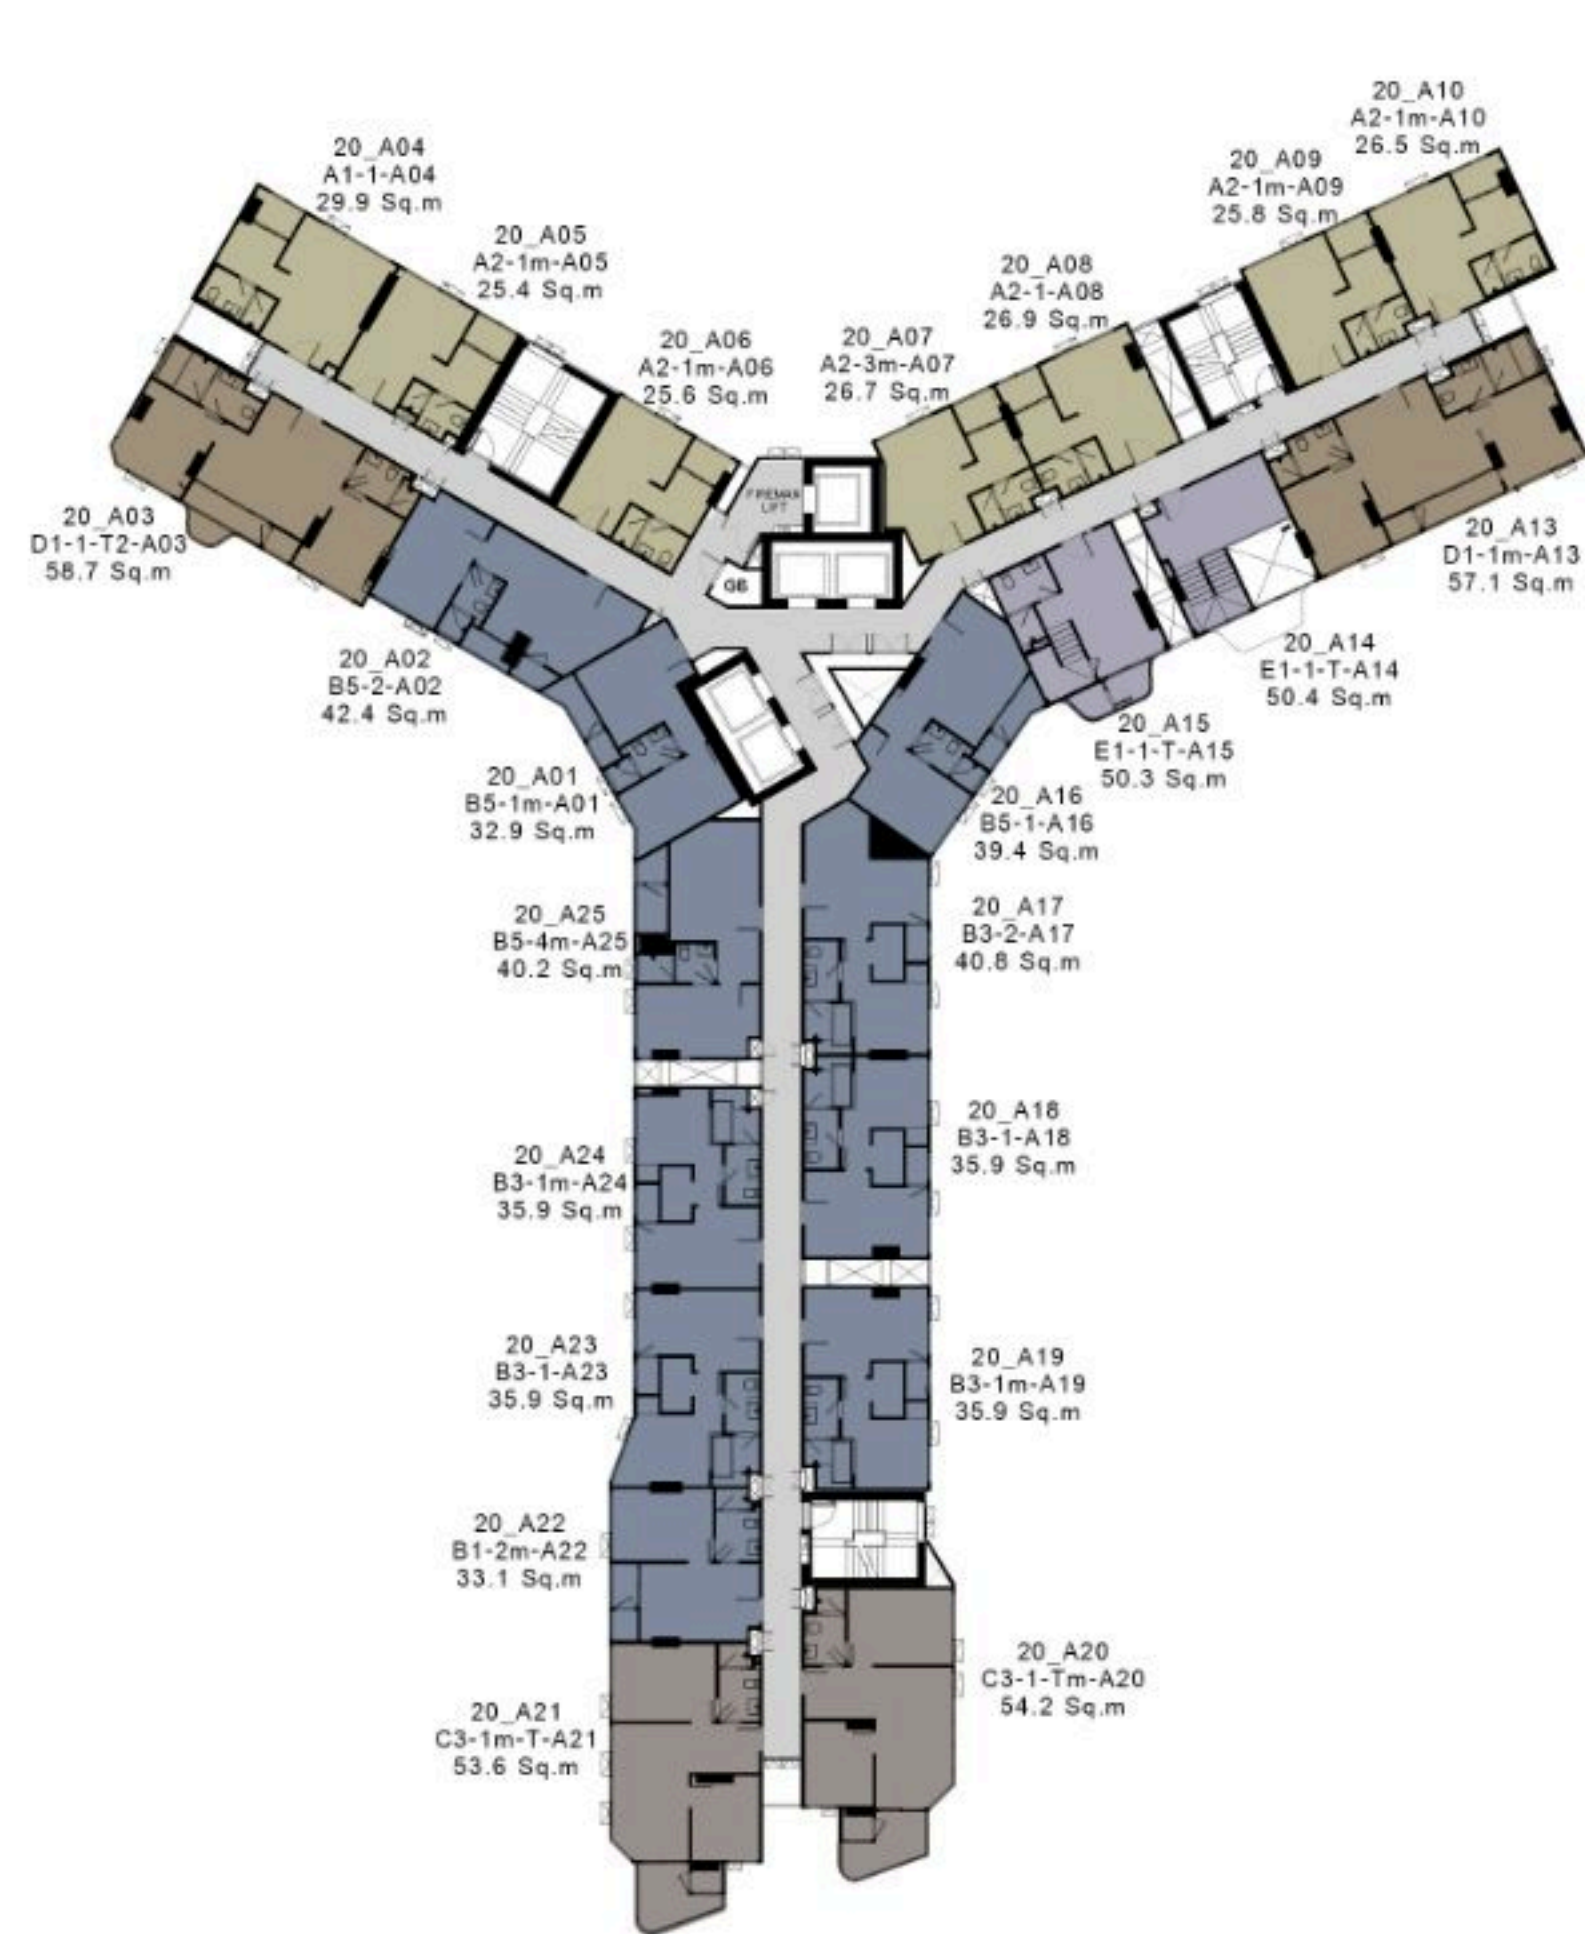 20_A10
A2-1m-A10
26.5 Sq.m
20_A04
A1-1-A04
29.9 Sq.m
20_A09
A2-1m-A09
25.8 Sq.m
20_A05
A2-1m-A05
25.4 Sq.m
20_A08
A2-1-A08
26.9 Sq.m
20_A06
A2-1m-A06
25.6 Sq.m
20_A07
A2-3m-A07
26.7 Sq.m
FIREMAN
LIFT
20_A03
D1-1-T2-A03
58.7 Sq.m
20_A13
D1-1m-A13
57.1 Sq.m
GB
20_A02
B5-2-A02
42.4 Sq.m
20_A14
E1-1-T-A14
50.4 Sq.m
20_A15
E1-1-T-A15
50.3 Sq.m
20_A01
B5-1m-A01
32.9 Sq.m
20_A16
B5-1-A16
39.4 Sq.m
20_A25
B5-4m-A25
40.2 Sq.m
20_A17
B3-2-A17
40.8 Sq.m
20_A18
B3-1-A18
35.9 Sq.m
20_A24
B3-1m-A24
35.9 Sq.m
20_A23
B3-1-A23
35.9 Sq.m
20_A19
B3-1m-A19
35.9 Sq.m
20_A22
B1-2m-A22
33.1 Sq.m
20_A20
C3-1-Tm-A20
54.2 Sq.m
20_A21
C3-1m-T-A21
53.6 Sq.m